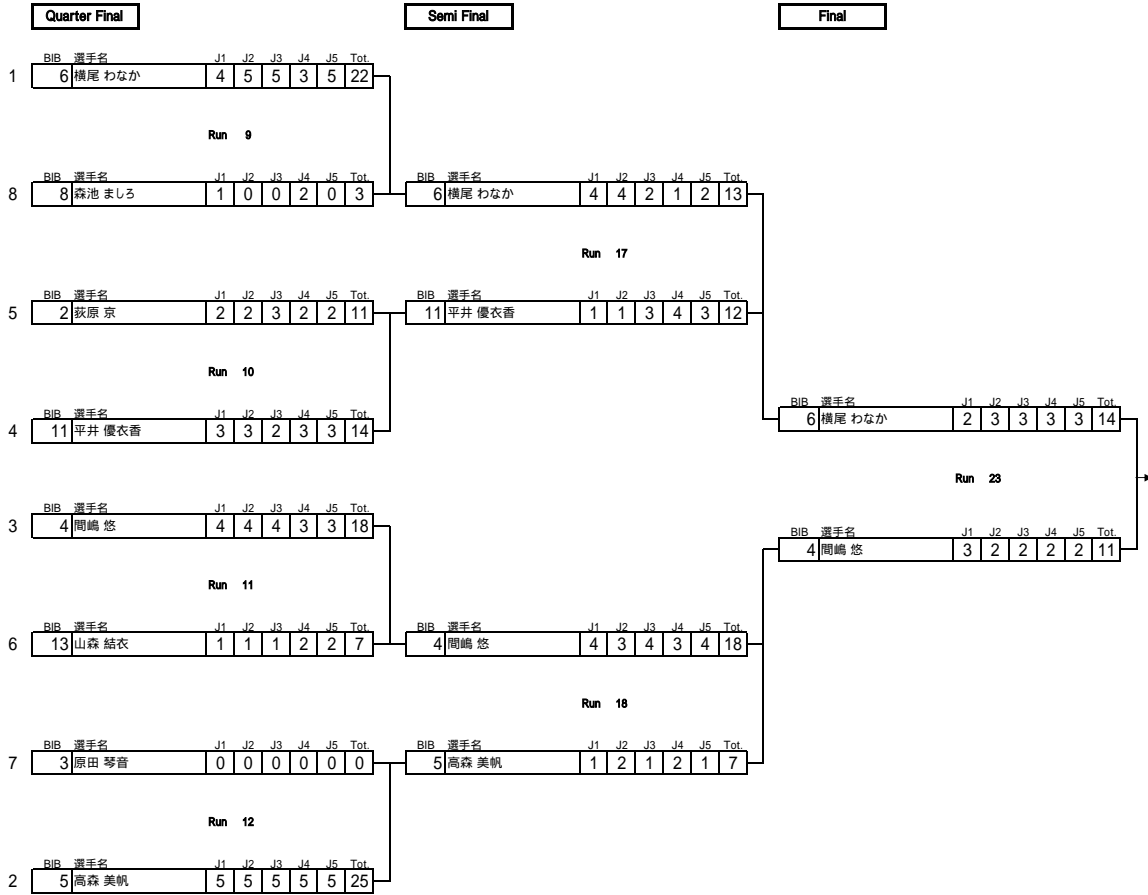 Quarter Final Semi Final Final
BIB 選手名 J1 J2 J3 J4 J5 Tot.
1 6 横尾 わなか 4 5 5 3 5 22
Run 9
BIB 選手名 J1 J2 J3 J4 J5 Tot. BIB 選手名 J1 J2 J3 J4 J5 Tot.
8 8 森池 ましろ 1 0 0 2 0 3 6 横尾 わなか 4 4 2 1 2 13
Run 17
BIB 選手名 J1 J2 J3 J4 J5 Tot. BIB 選手名 J1 J2 J3 J4 J5 Tot.
5 2 荻原 京 2 2 3 2 2 11 11 平井 優衣香 1 1 3 4 3 12
Run 10
BIB 選手名 J1 J2 J3 J4 J5 Tot.
6 横尾 わなか 2 3 3 3 3 14
BIB 選手名 J1 J2 J3 J4 J5 Tot.
4 11 平井 優衣香 3 3 2 3 3 14
Run 23
BIB 選手名 J1 J2 J3 J4 J5 Tot.
3 4 間嶋 悠 4 4 4 3 3 18
BIB 選手名 J1 J2 J3 J4 J5 Tot.
4 間嶋 悠 3 2 2 2 2 11
Run 11
BIB 選手名 J1 J2 J3 J4 J5 Tot. BIB 選手名 J1 J2 J3 J4 J5 Tot.
6 13 山森 結衣 1 1 1 2 2 7 4 間嶋 悠 4 3 4 3 4 18
Run 18
BIB 選手名 J1 J2 J3 J4 J5 Tot. BIB 選手名 J1 J2 J3 J4 J5 Tot.
7 3 原田 琴音 0 0 0 0 0 0 5 高森 美帆 1 2 1 2 1 7
Run 12
BIB 選手名 J1 J2 J3 J4 J5 Tot.
2 5 高森 美帆 5 5 5 5 5 25